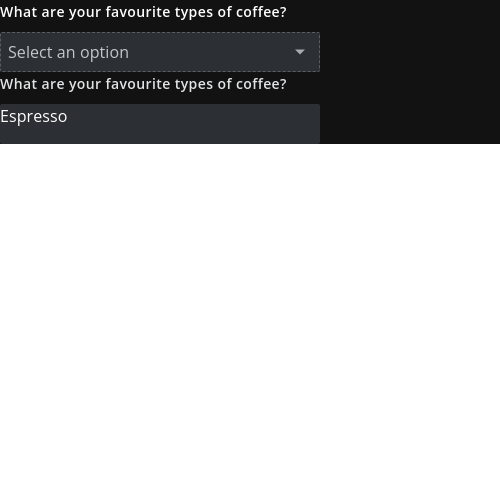 What are your favourite types of coffee?
Select an option
What are your favourite types of coffee?
Espresso